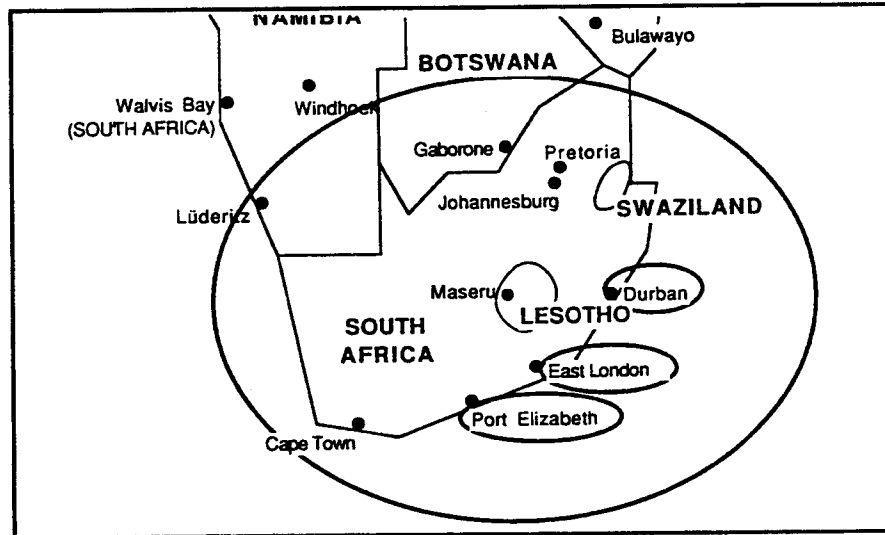 NAMIBIA
Bulawayo
BOTSWANA
Walvis Bay
(SOUTH AFRICA)
Windhoek
Gaborone
Pretoria
Johannesburg
SWAZILAND
Lüderitz
Maseru
Durban
LESOTHO
SOUTH
AFRICA
East London
Port Elizabeth
Cape Town